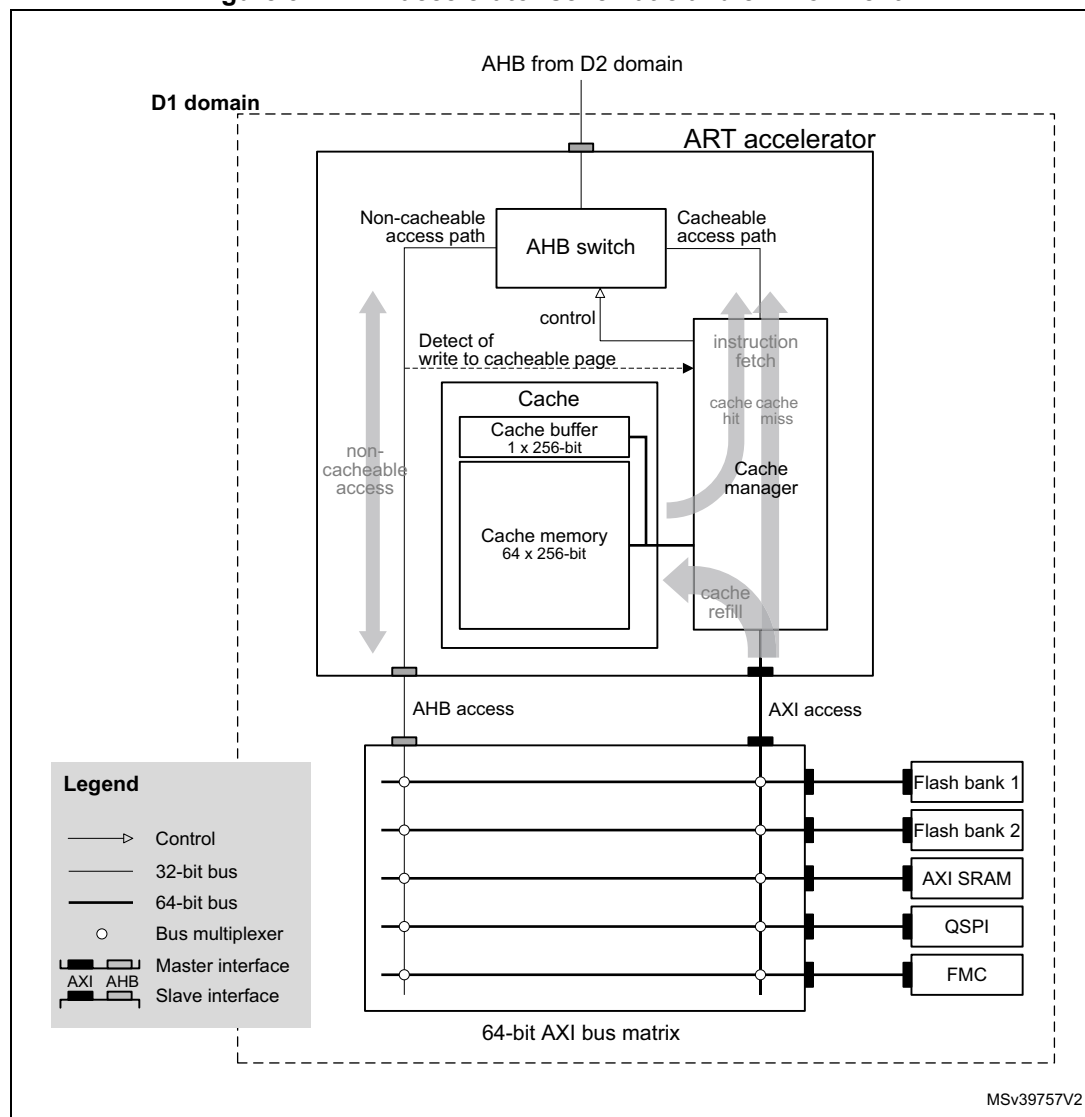 AHB from D2 domain
D1 domain
ART accelerator
Non-cacheable
access path
Cacheable
access path
AHB switch
control
Detect of
write to cacheable page
instruction
fetch
cache
hit
cache
miss
Cache
Cache buffer
1 x 256-bit
non-
cacheable
access
Cache
manager
Cache memory
64 x 256-bit
cache
refill
AHB access
AXI access
Flash bank 1
Flash bank 2
AXI SRAM
QSPI
FMC
64-bit AXI bus matrix
Legend
Control
32-bit bus
64-bit bus
Bus multiplexer
Master interface
AXI AHB
Slave interface
MSv39757V2